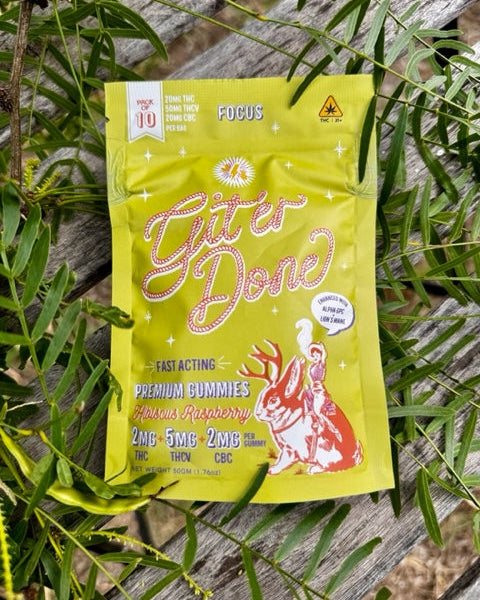 PACK OF
10
20MG THC
50MG THCV
20MG CBC
PER BAG
FOCUS
THC | 21+
Git'er
Done
ENHANCED WITH
ALPHA GPC
+
LION'S MANE
FAST ACTING
PREMIUM GUMMIES
Hibiscus Raspberry
2MG + 5MG + 2MG PER GUMMY
THC THCV CBC
NET WEIGHT 50GM (1.76oz)